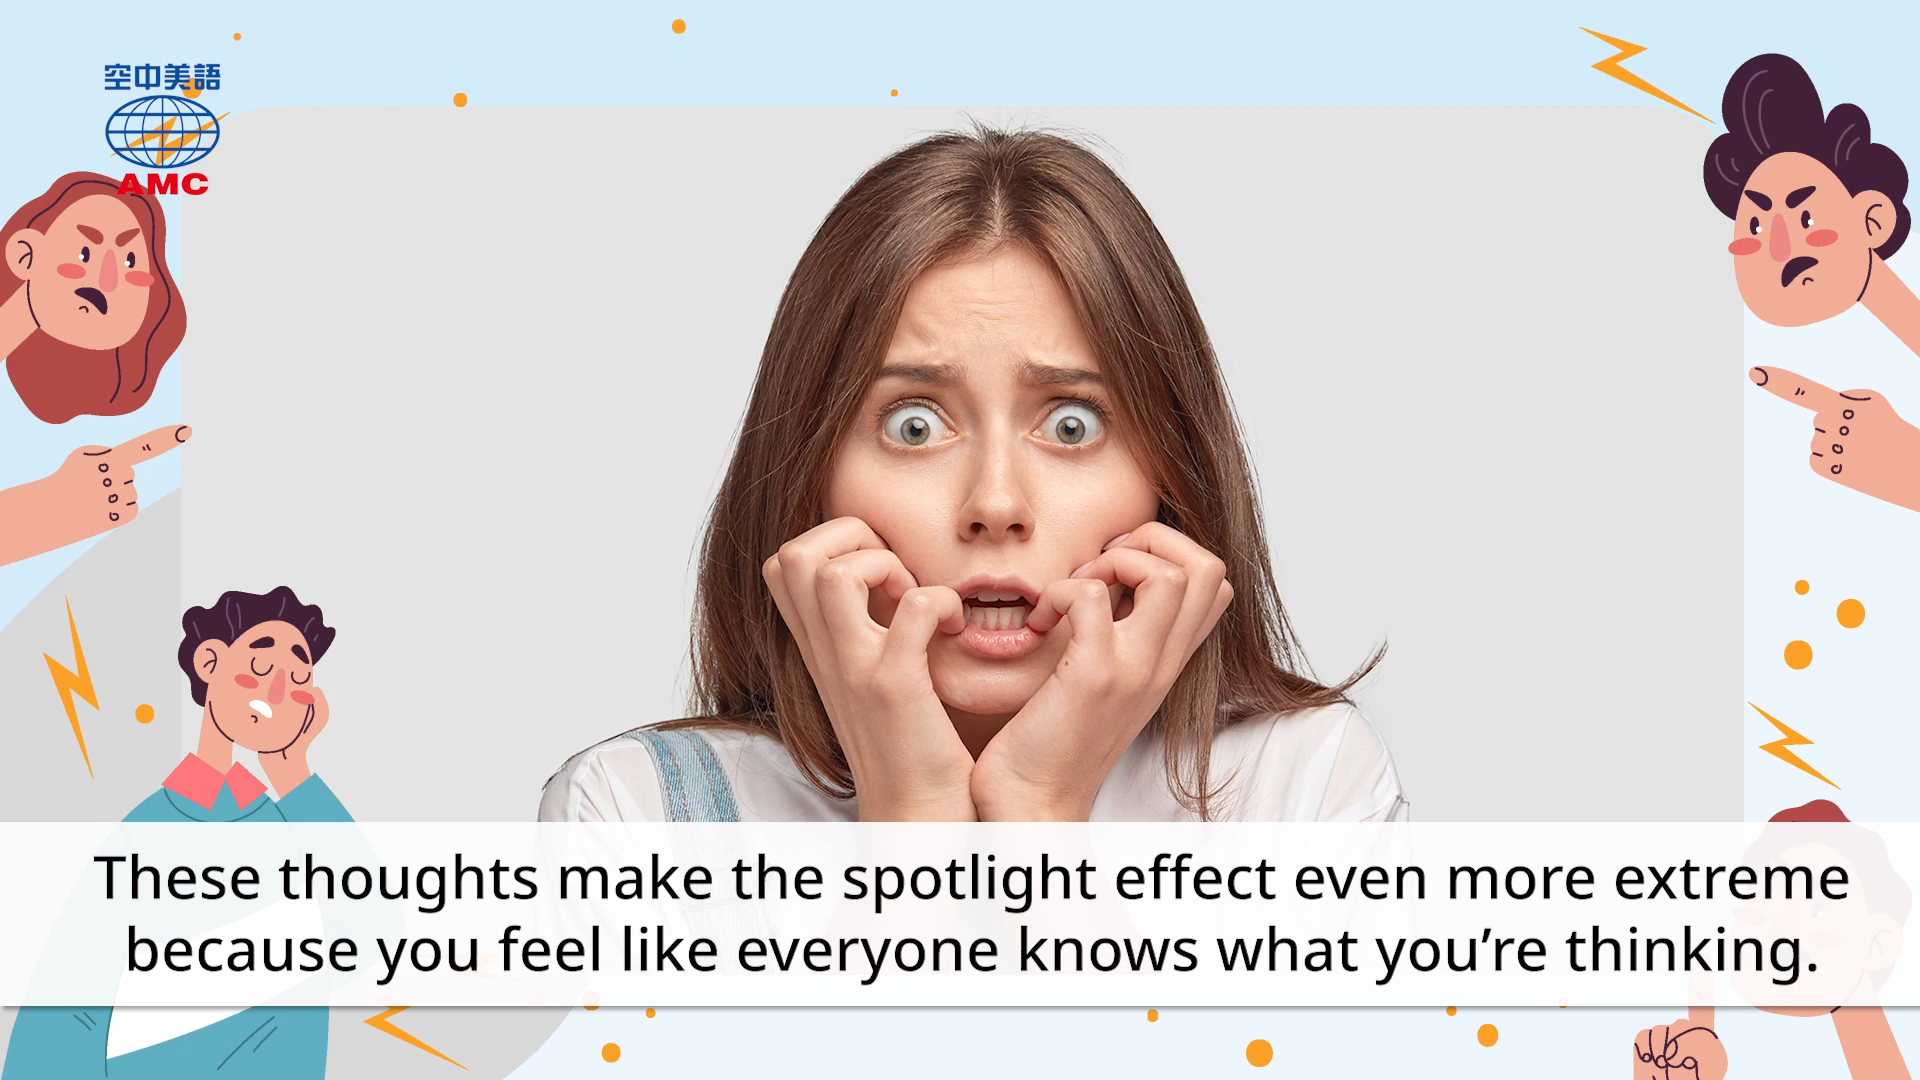 空中美語
AMC
These thoughts make the spotlight effect even more extreme
because you feel like everyone knows what you’re thinking.